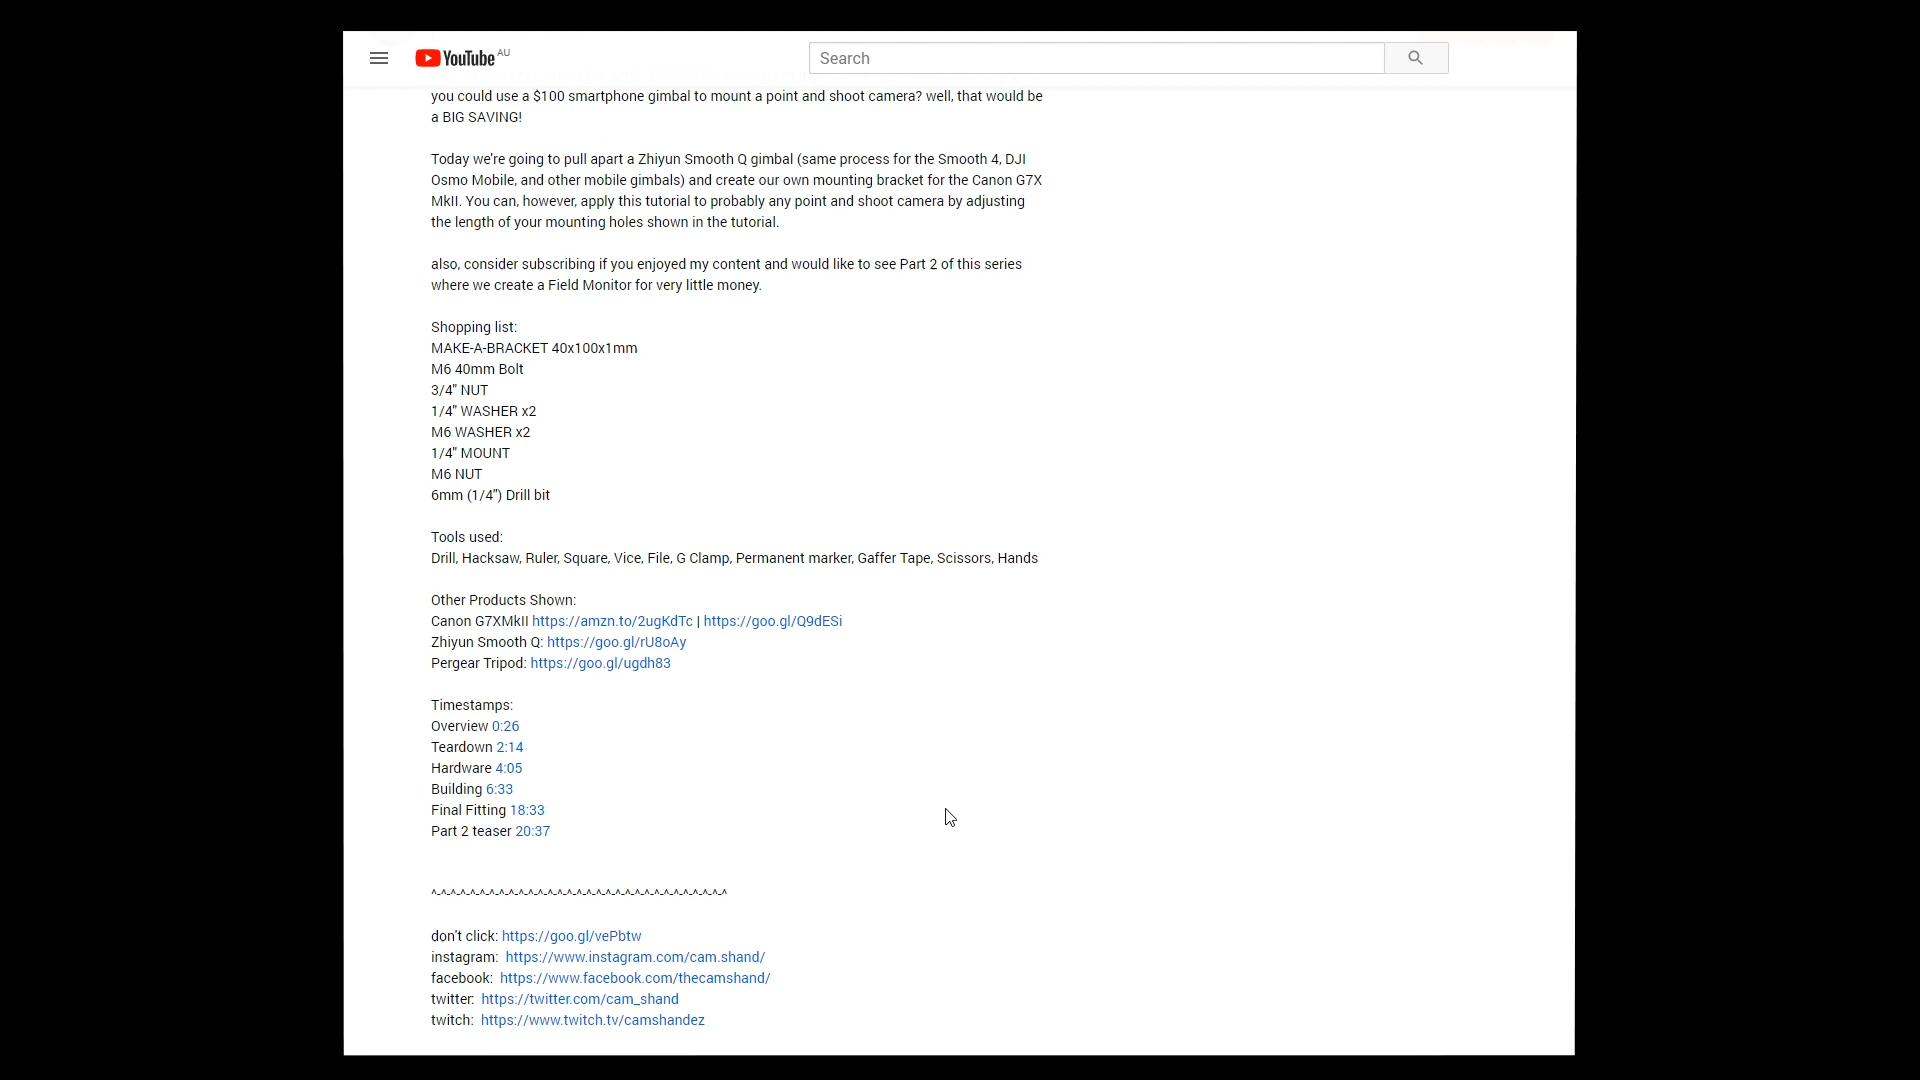 YouTube AU
Search
you could use a $100 smartphone gimbal to mount a point and shoot camera? well, that would be
a BIG SAVING!
Today we're going to pull apart a Zhiyun Smooth Q gimbal (same process for the Smooth 4, DJI
Osmo Mobile, and other mobile gimbals) and create our own mounting bracket for the Canon G7X
MkII. You can, however, apply this tutorial to probably any point and shoot camera by adjusting
the length of your mounting holes shown in the tutorial.
also, consider subscribing if you enjoyed my content and would like to see Part 2 of this series
where we create a Field Monitor for very little money.
Shopping list:
MAKE-A-BRACKET 40x100x1mm
M6 40mm Bolt
3/4" NUT
1/4" WASHER x2
M6 WASHER x2
1/4" MOUNT
M6 NUT
6mm (1/4") Drill bit
Tools used:
Drill, Hacksaw, Ruler, Square, Vice, File, G Clamp, Permanent marker, Gaffer Tape, Scissors, Hands
Other Products Shown:
Canon G7XMkII https://amzn.to/2ugKdTc | https://goo.gl/Q9dESi
Zhiyun Smooth Q: https://goo.gl/rU8oAy
Pergear Tripod: https://goo.gl/ugdh83
Timestamps:
Overview 0:26
Teardown 2:14
Hardware 4:05
Building 6:33
Final Fitting 18:33
Part 2 teaser 20:37
^-^-^-^-^-^-^-^-^-^-^-^-^-^-^-^-^-^-^-^-^-^-^-^-^-^-^-^-^-^-^
don't click: https://goo.gl/vePbtw
instagram: https://www.instagram.com/cam.shand/
facebook: https://www.facebook.com/thecamshand/
twitter: https://twitter.com/cam_shand
twitch: https://www.twitch.tv/camshandez